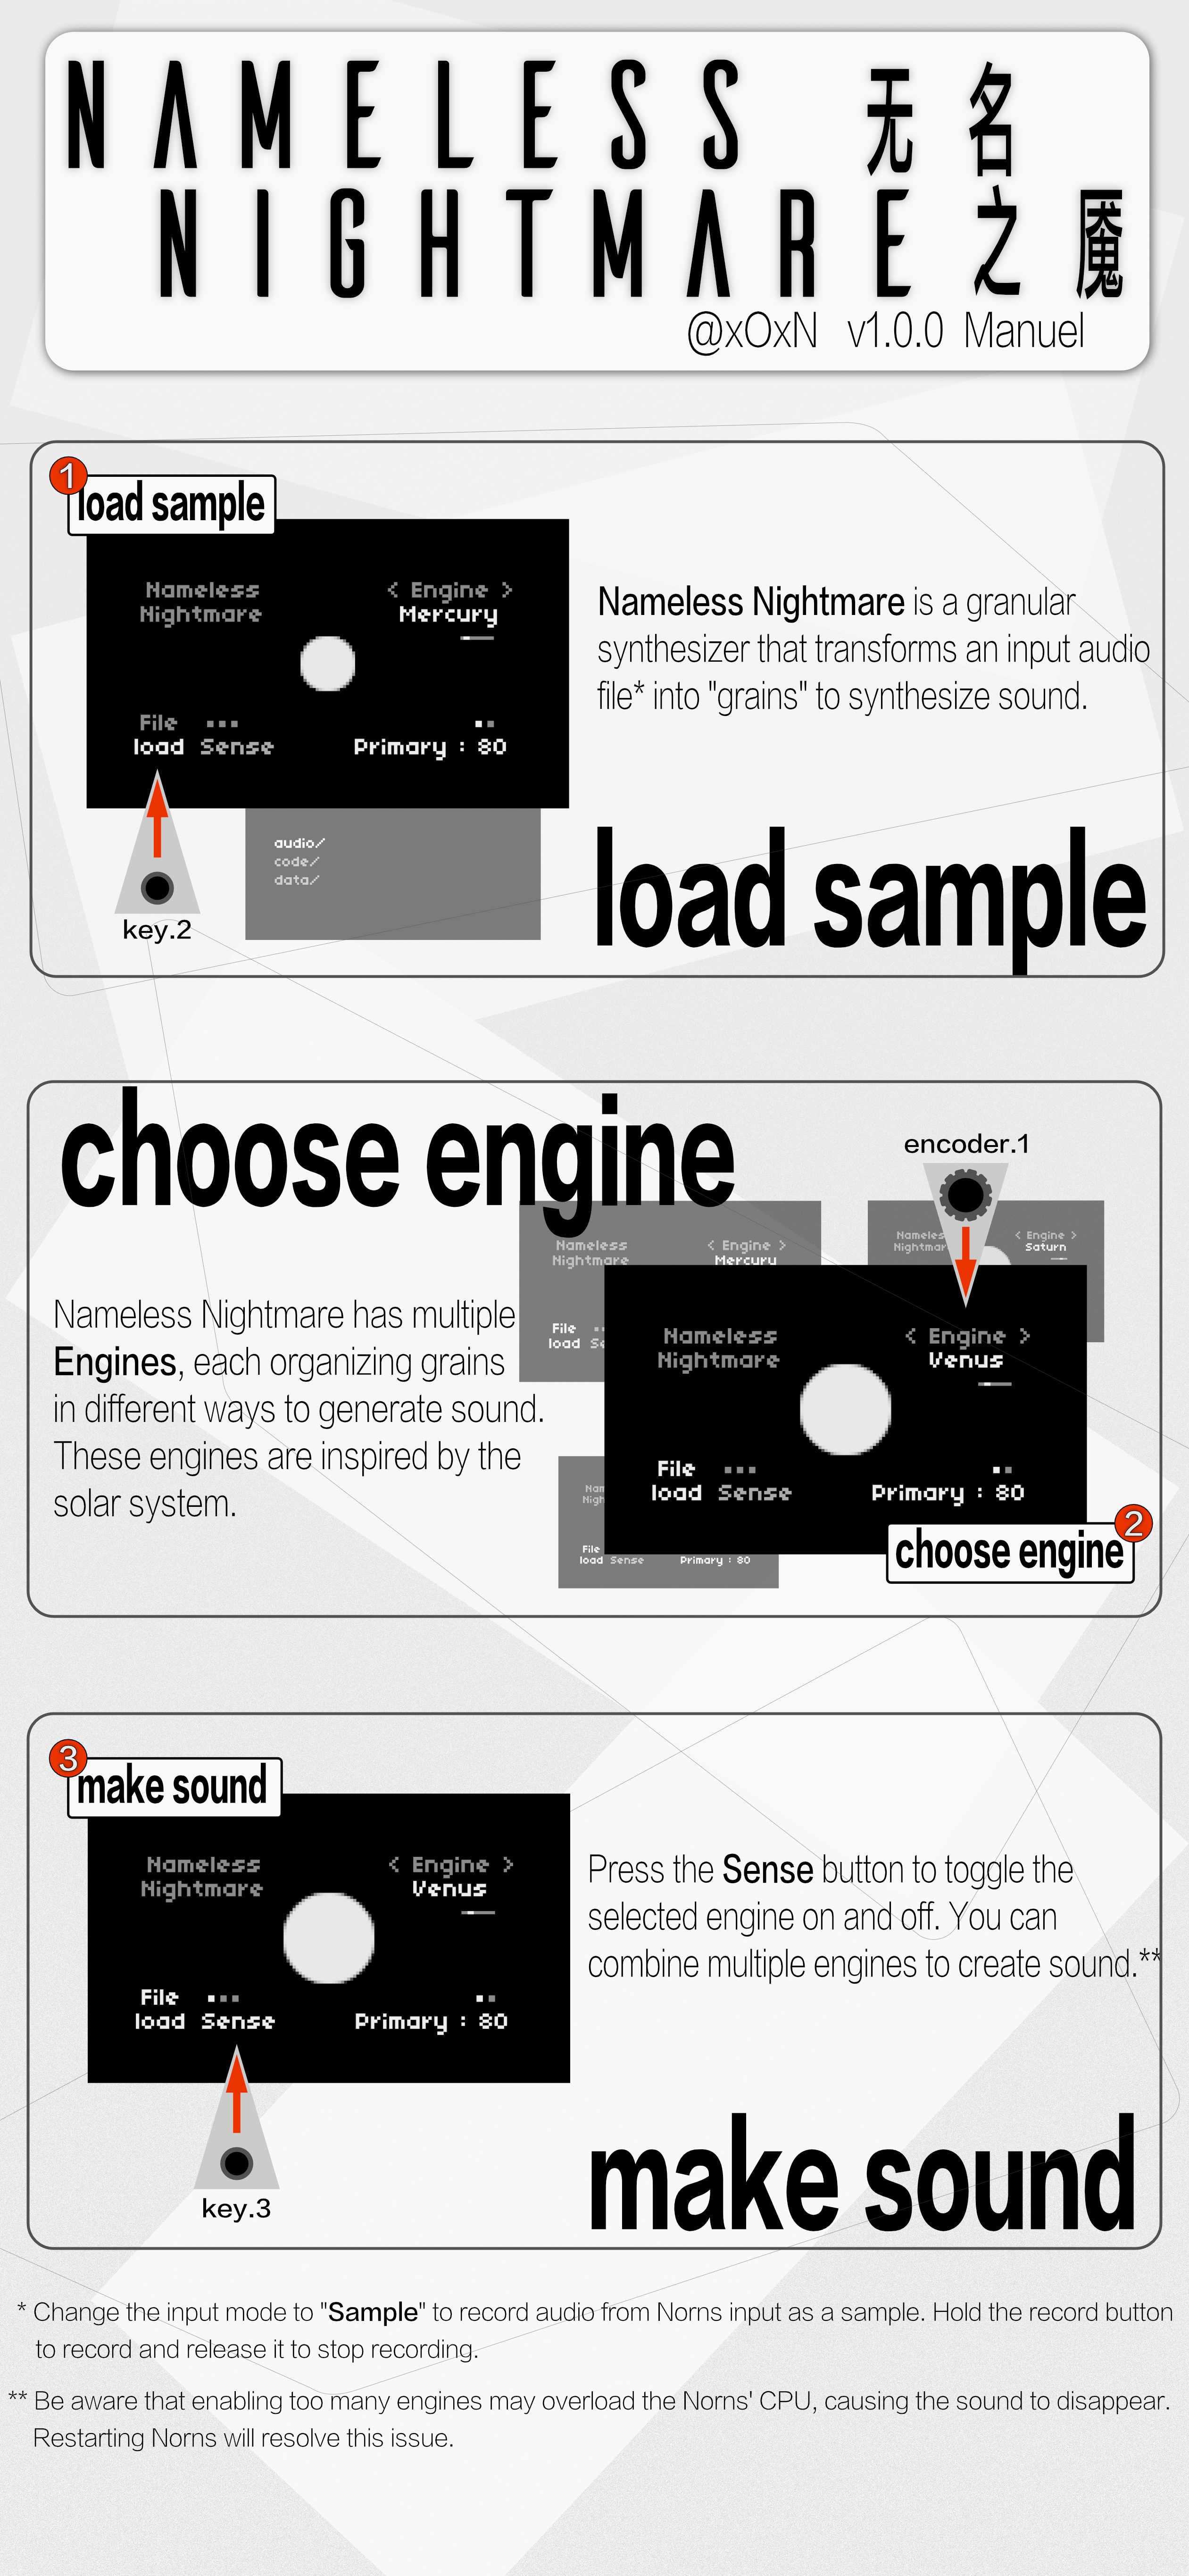 NAMELESS 无名
NIGHTMARE 之魇
@xOxN v1.0.0 Manuel
1
load sample
Nameless
Nightmare
< Engine >
Mercury
File
load Sense
Primary : 80
key.2
audio/
code/
data/
Nameless Nightmare is a granular
synthesizer that transforms an input audio
file* into "grains" to synthesize sound.
load sample
choose engine
encoder.1
Nameless Nightmare has multiple
Engines, each organizing grains
in different ways to generate sound.
These engines are inspired by the
solar system.
Nameless
Nightmare
< Engine >
Mercury
File
load Se
Nameles
Nightmar
< Engine >
Saturn
Nameless
Nightmare
< Engine >
Venus
File
load Sense
Primary : 80
Nam
Nigh
File
load Sense
Primary : 80
2
choose engine
3
make sound
Nameless
Nightmare
< Engine >
Venus
File
load Sense
Primary : 80
key.3
Press the Sense button to toggle the
selected engine on and off. You can
combine multiple engines to create sound.**
make sound
* Change the input mode to "Sample" to record audio from Norns input as a sample. Hold the record button
to record and release it to stop recording.
** Be aware that enabling too many engines may overload the Norns' CPU, causing the sound to disappear.
Restarting Norns will resolve this issue.